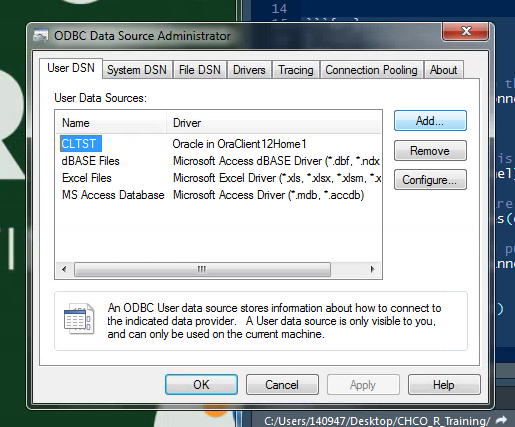 14
ODBC Data Source Administrator
User DSN System DSN File DSN Drivers Tracing Connection Pooling About
User Data Sources:
Name Driver
CLTST Oracle in OraClient12Home1
dBASE Files Microsoft Access dBASE Driver (*.dbf, *.ndx
Excel Files Microsoft Excel Driver (*.xls, *.xlsx, *.xlsm, *.x
MS Access Database Microsoft Access Driver (*.mdb, *.accdb)
Add...
Remove
Configure...
An ODBC User data source stores information about how to connect
to the indicated data provider. A User data source is only visible to you,
and can only be used on the current machine.
OK Cancel Apply Help
C:/Users/140947/Desktop/CHCO_R_Training/